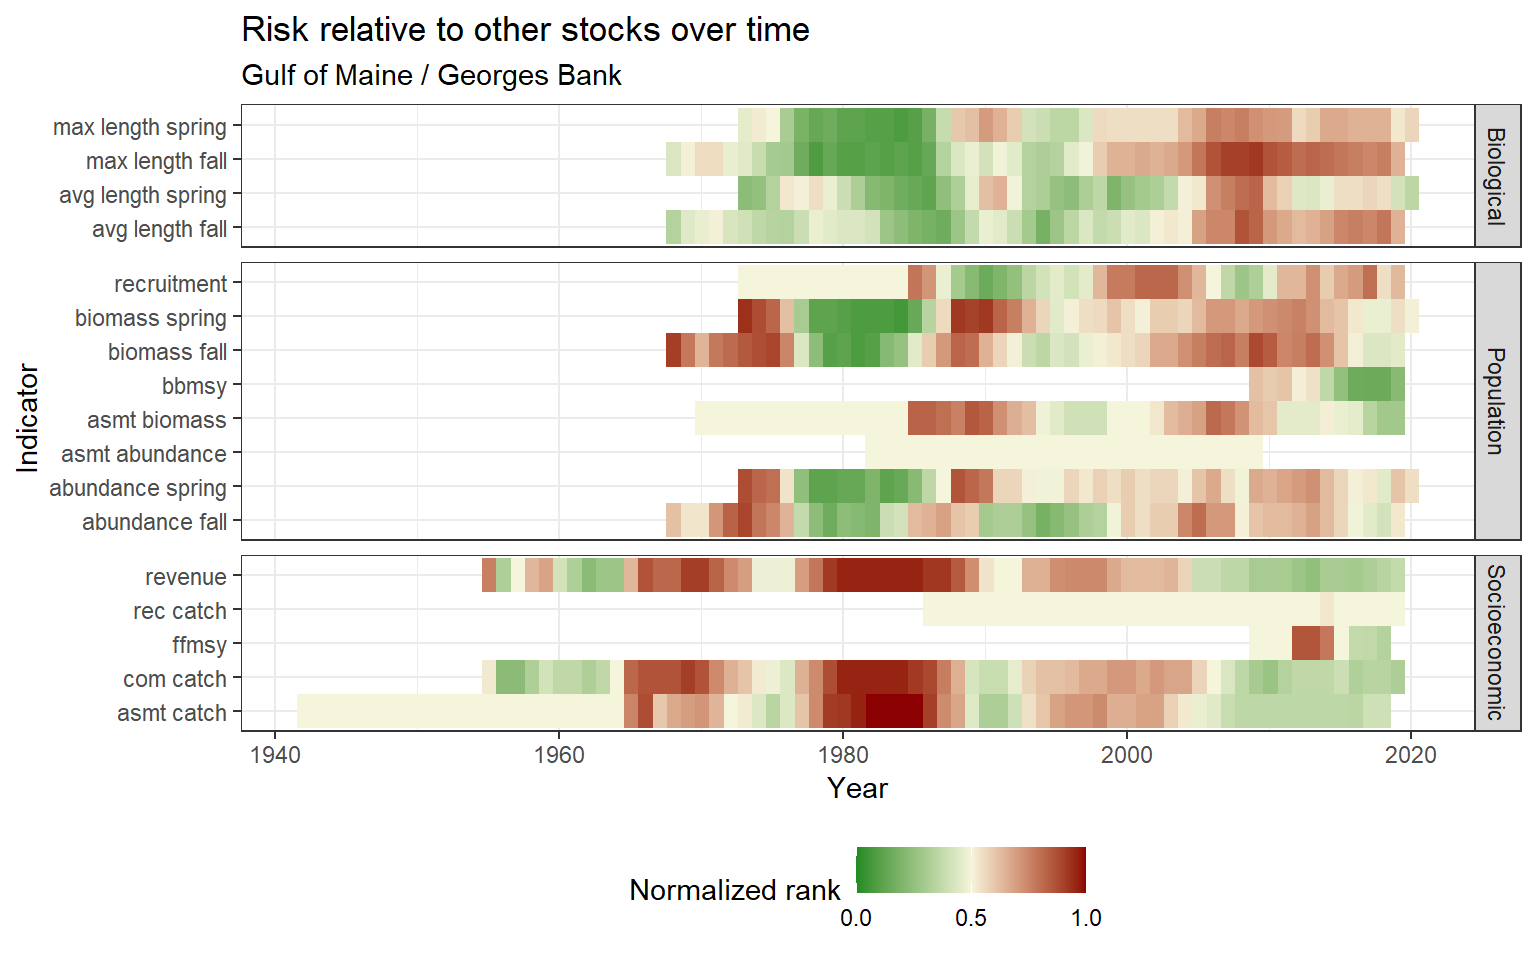 Risk relative to other stocks over time
Gulf of Maine / Georges Bank
max length spring
max length fall
avg length spring
avg length fall
Biological
recruitment
biomass spring
biomass fall
bbmsy
asmt biomass
asmt abundance
abundance spring
abundance fall
Population
revenue
rec catch
ffmsy
com catch
asmt catch
Socioeconomic
Indicator
1940 1960 1980 2000 2020
Year
Normalized rank
0.0 0.5 1.0